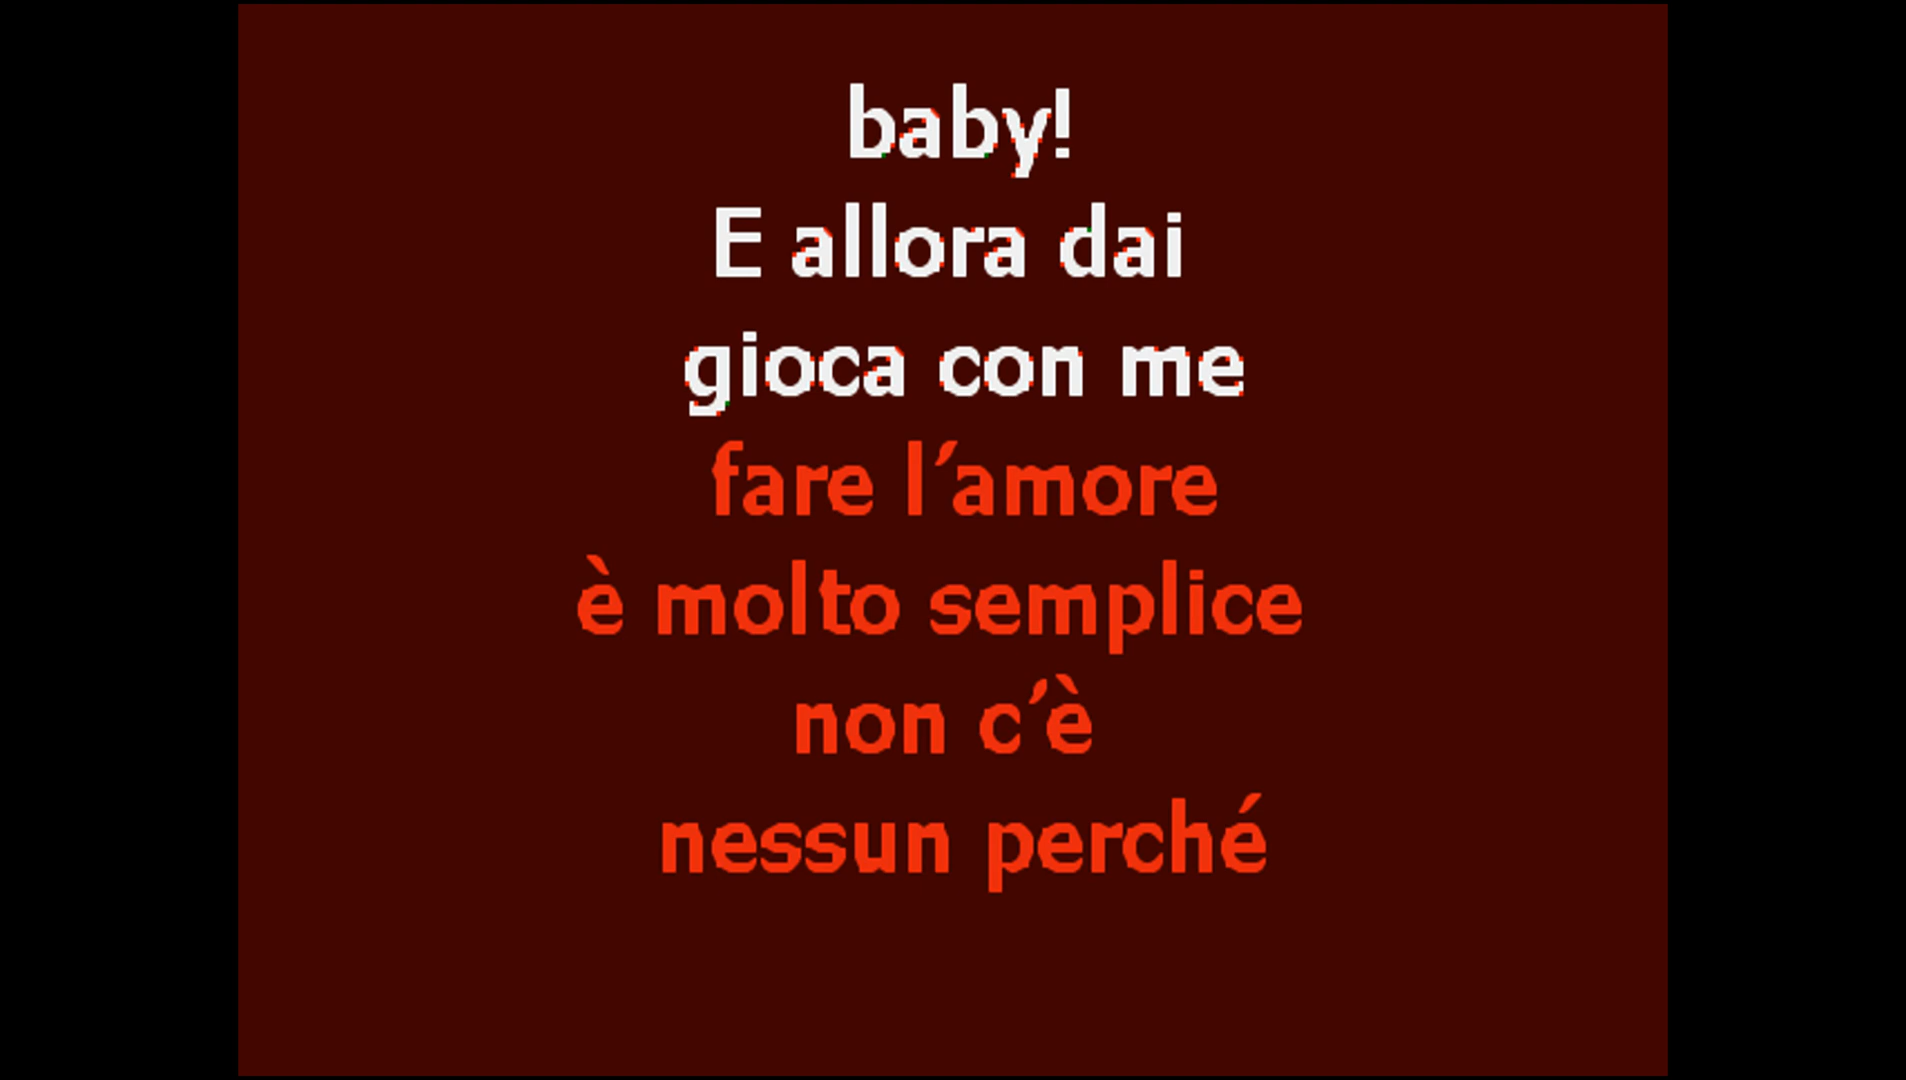 baby!
E allora dai
gioca con me
fare l'amore
è molto semplice
non c'è
nessun perché